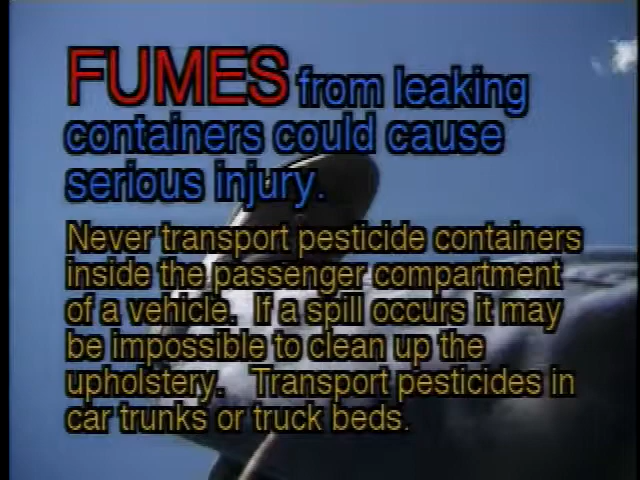 FUMES from leaking
containers could cause
serious injury.
Never transport pesticide containers
inside the passenger compartment
of a vehicle. If a spill occurs it may
be impossible to clean up the
upholstery. Transport pesticides in
car trunks or truck beds.